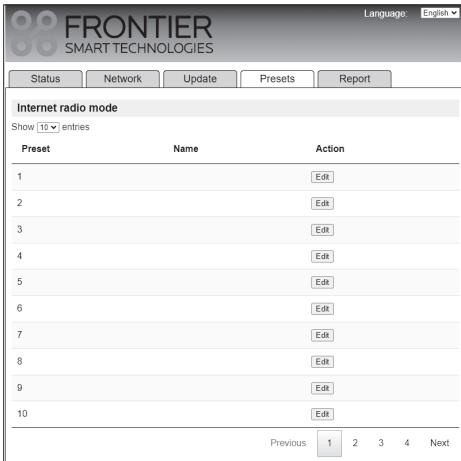 Language: English
FRONTIER
SMART TECHNOLOGIES
Status Network Update Presets Report
Internet radio mode
Show 10 entries
Preset Name Action
1 Edit
2 Edit
3 Edit
4 Edit
5 Edit
6 Edit
7 Edit
8 Edit
9 Edit
10 Edit
Previous 1 2 3 4 Next